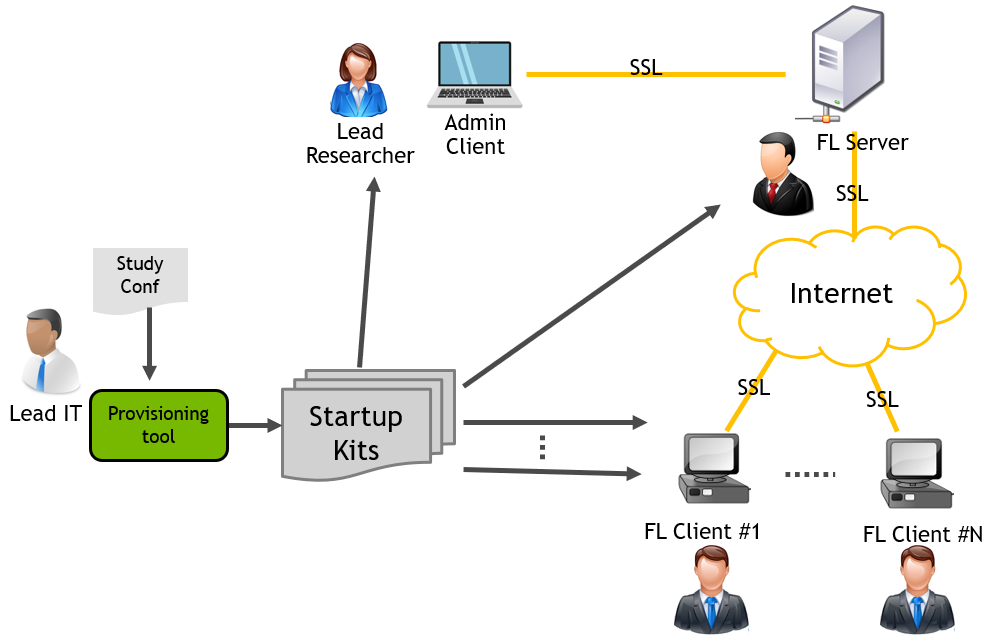 SSL
Lead
Researcher
Admin
Client
FL Server
SSL
Study
Conf
Internet
Lead IT
Provisioning
tool
Startup
Kits
SSL
SSL
FL Client #1
FL Client #N